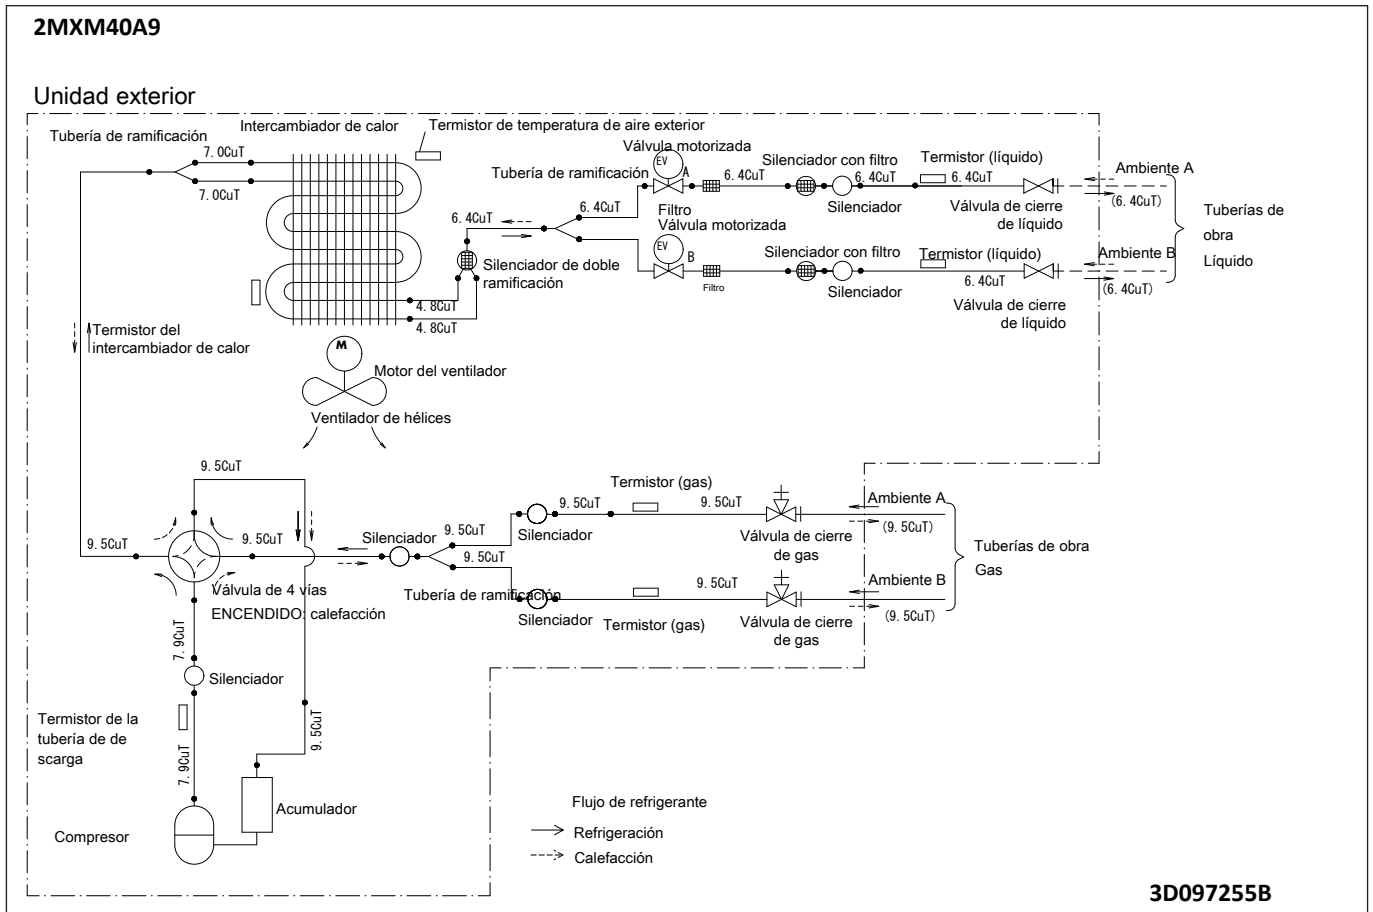 2MXM40A9
Unidad exterior
Tubería de ramificación
Intercambiador de calor
Termistor de temperatura de aire exterior
7.0CuT
7.0CuT
Válvula motorizada
EV
A
Tubería de ramificación
6.4CuT
6.4CuT
6.4CuT
Filtro
Silenciador con filtro
6.4CuT
Silenciador
Termistor (líquido)
6.4CuT
Válvula de cierre
de líquido
Ambiente A
(6.4CuT)
Válvula motorizada
EV
B
Filtro
Silenciador con filtro
Silenciador
Termistor (líquido)
6.4CuT
Válvula de cierre
de líquido
Ambiente B
(6.4CuT)
Tuberías de
obra
Líquido
Silenciador de doble
ramificación
4.8CuT
4.8CuT
Termistor del
intercambiador de calor
M
Motor del ventilador
Ventilador de hélices
9.5CuT
9.5CuT
9.5CuT
Válvula de 4 vías
ENCENDIDO: calefacción
Silenciador
9.5CuT
9.5CuT
Tubería de ramificación
Silenciador
9.5CuT
Termistor (gas)
9.5CuT
Válvula de cierre
de gas
Ambiente A
(9.5CuT)
Silenciador
Termistor (gas)
9.5CuT
Válvula de cierre
de gas
Ambiente B
(9.5CuT)
Tuberías de obra
Gas
7.9CuT
Silenciador
Termistor de la
tubería de de
scarga
7.9CuT
9.5CuT
Acumulador
Compresor
Flujo de refrigerante
Refrigeración
Calefacción
3D097255B